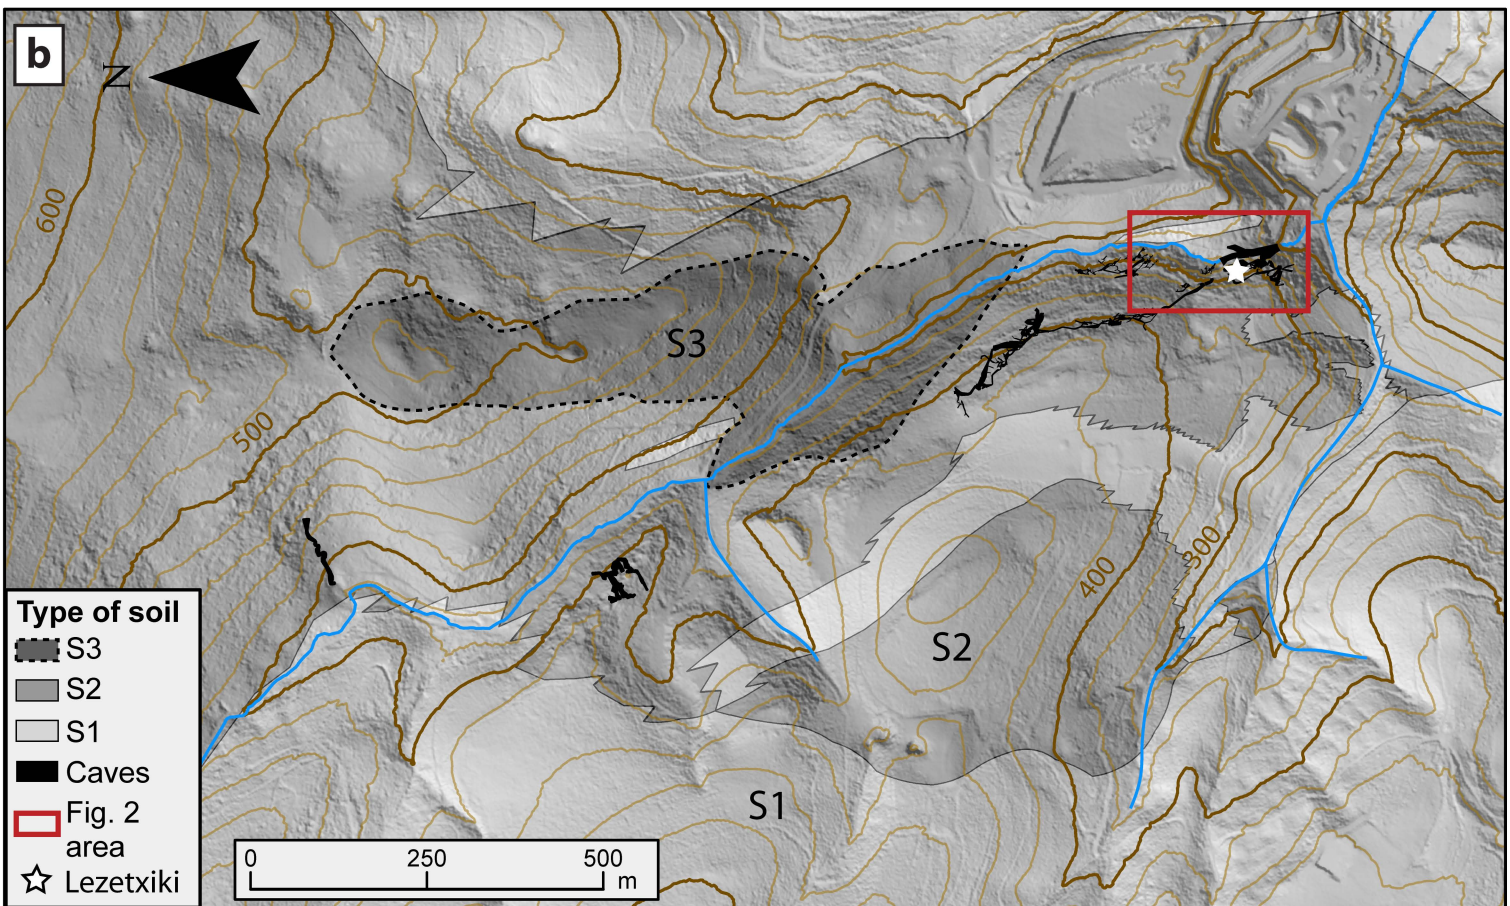 b
N
600
S3
500
300
400
S2
S1
Type of soil
S3
S2
S1
Caves
Fig. 2
area
Lezetxiki
0 250 500
m